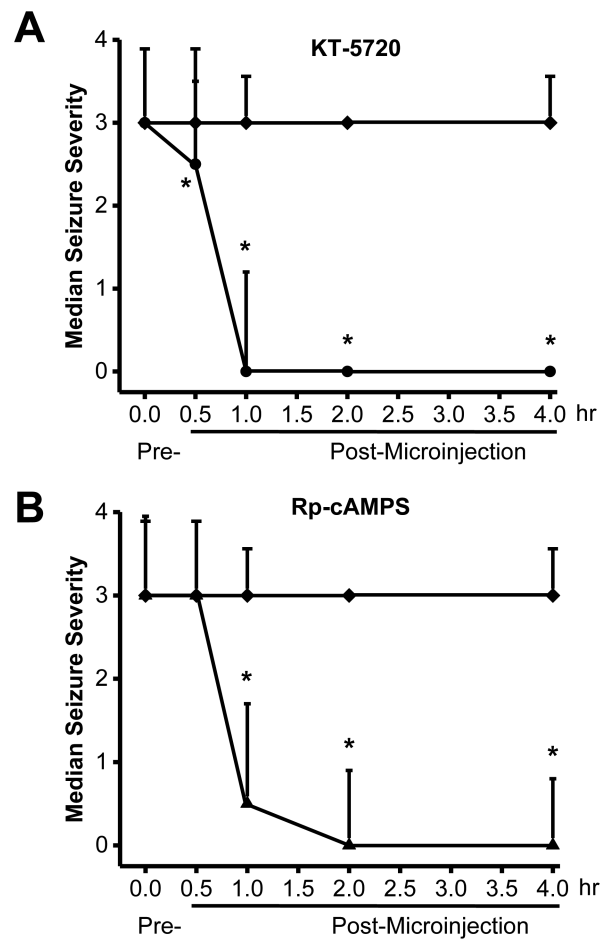 A
KT-5720
Median Seizure Severity
4
3
2
1
0
*
*
*
*
0.0 0.5 1.0 1.5 2.0 2.5 3.0 3.5 4.0 hr
Pre- Post-Microinjection
B
Rp-cAMPS
Median Seizure Severity
4
3
2
1
0
*
*
*
0.0 0.5 1.0 1.5 2.0 2.5 3.0 3.5 4.0 hr
Pre- Post-Microinjection